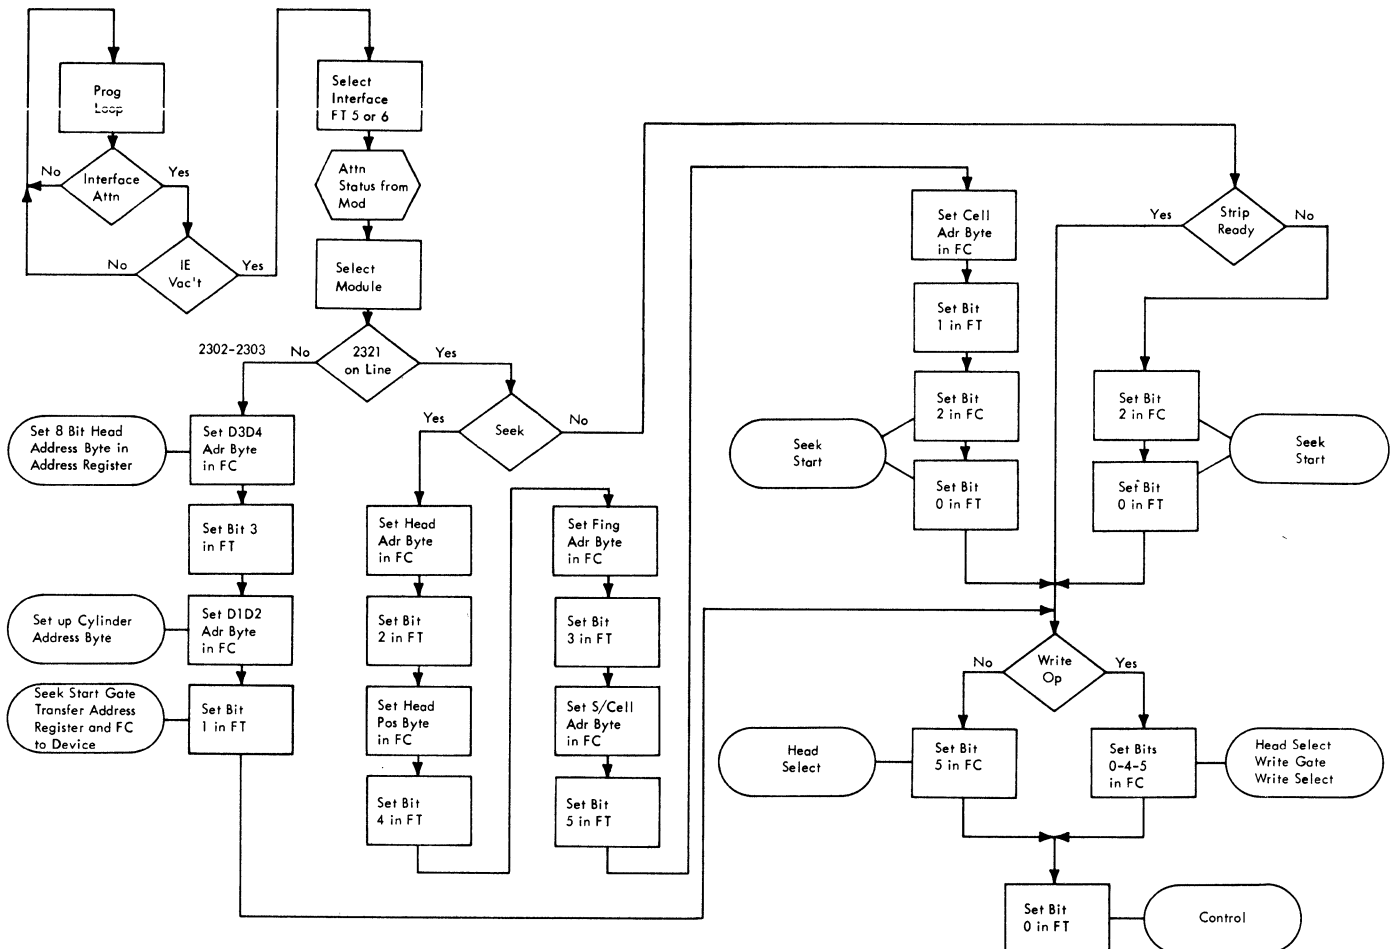 Prog
Loop
No
Interface
Attn
Yes
No
IE
Vac't
Yes
Select
Interface
FT 5 or 6
Attn
Status from
Mod
Select
Module
2302-2303
No
2321
on Line
Yes
Set 8 Bit Head
Address Byte in
Address Register
Set D3D4
Adr Byte
in FC
Set Bit 3
in FT
Set up Cylinder
Address Byte
Set D1D2
Adr Byte
in FC
Seek Start Gate
Transfer Address
Register and FC
to Device
Set Bit
1 in FT
Yes
Seek
No
Set Head
Adr Byte
in FC
Set Bit
2 in FT
Set Head
Pos Byte
in FC
Set Bit
4 in FT
Set Fing
Adr Byte
in FC
Set Bit
3 in FT
Set S/Cell
Adr Byte
in FC
Set Bit
5 in FT
Set Cell
Adr Byte
in FC
Set Bit
1 in FT
Set Bit
2 in FC
Seek
Start
Set Bit
0 in FT
Yes
Strip
Ready
No
Set Bit
2 in FC
Seek
Start
Set Bit
0 in FT
No
Write
Op
Yes
Head
Select
Set Bit
5 in FC
Set Bits
0-4-5
in FC
Head Select
Write Gate
Write Select
Set Bit
0 in FT
Control